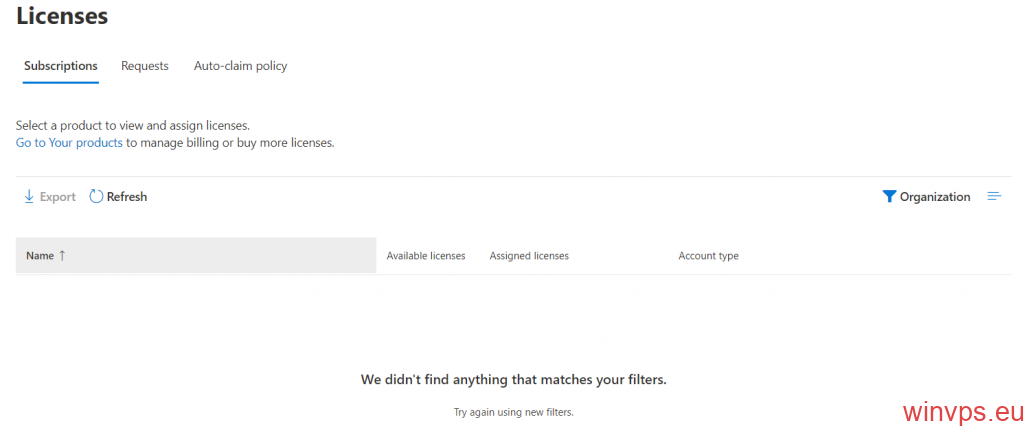 Licenses
Subscriptions Requests Auto-claim policy
Select a product to view and assign licenses.
Go to Your products to manage billing or buy more licenses.
Export Refresh Organization
Name ↑ Available licenses Assigned licenses Account type
We didn't find anything that matches your filters.
Try again using new filters.
winvps.eu